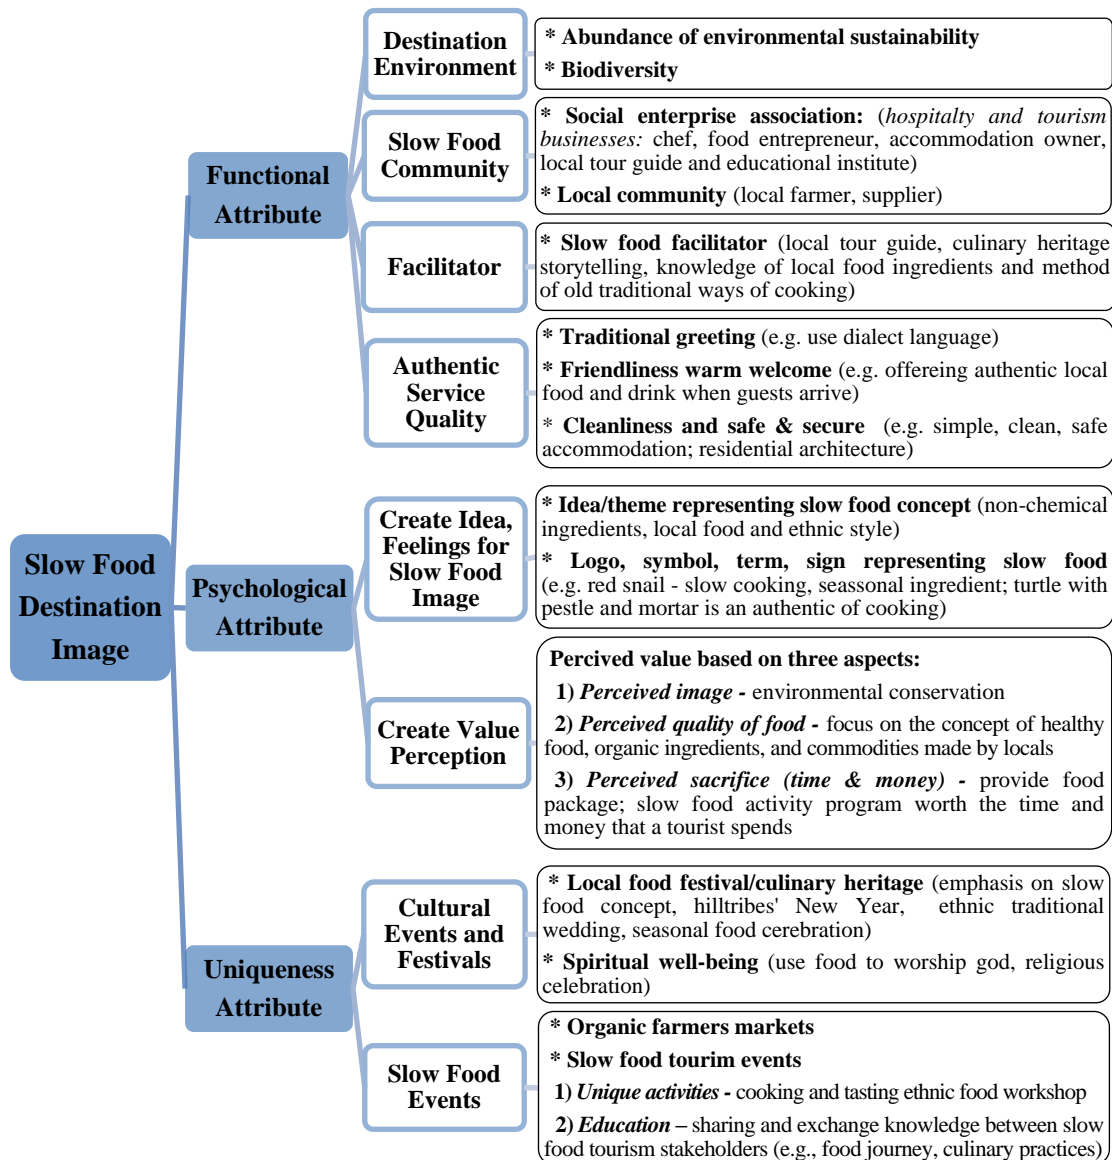 Slow Food
Destination
Image
Functional
Attribute
Destination
Environment
* Abundance of environmental sustainability
* Biodiversity
Slow Food
Community
* Social enterprise association: (hospitalty and tourism
businesses: chef, food entrepreneur, accommodation owner,
local tour guide and educational institute)
* Local community (local farmer, supplier)
Facilitator
* Slow food facilitator (local tour guide, culinary heritage
storytelling, knowledge of local food ingredients and method
of old traditional ways of cooking)
Authentic
Service
Quality
* Traditional greeting (e.g. use dialect language)
* Friendliness warm welcome (e.g. offereing authentic local
food and drink when guests arrive)
* Cleanliness and safe & secure (e.g. simple, clean, safe
accommodation; residential architecture)
Psychological
Attribute
Create Idea,
Feelings for
Slow Food
Image
* Idea/theme representing slow food concept (non-chemical
ingredients, local food and ethnic style)
* Logo, symbol, term, sign representing slow food
(e.g. red snail - slow cooking, seassonal ingredient; turtle with
pestle and mortar is an authentic of cooking)
Create Value
Perception
Percived value based on three aspects:
1) Perceived image - environmental conservation
2) Perceived quality of food - focus on the concept of healthy
food, organic ingredients, and commodities made by locals
3) Perceived sacrifice (time & money) - provide food
package; slow food activity program worth the time and
money that a tourist spends
Uniqueness
Attribute
Cultural
Events and
Festivals
* Local food festival/culinary heritage (emphasis on slow
food concept, hilltribes' New Year, ethnic traditional
wedding, seasonal food cerebration)
* Spiritual well-being (use food to worship god, religious
celebration)
Slow Food
Events
* Organic farmers markets
* Slow food tourim events
1) Unique activities - cooking and tasting ethnic food workshop
2) Education – sharing and exchange knowledge between slow
food tourism stakeholders (e.g., food journey, culinary practices)